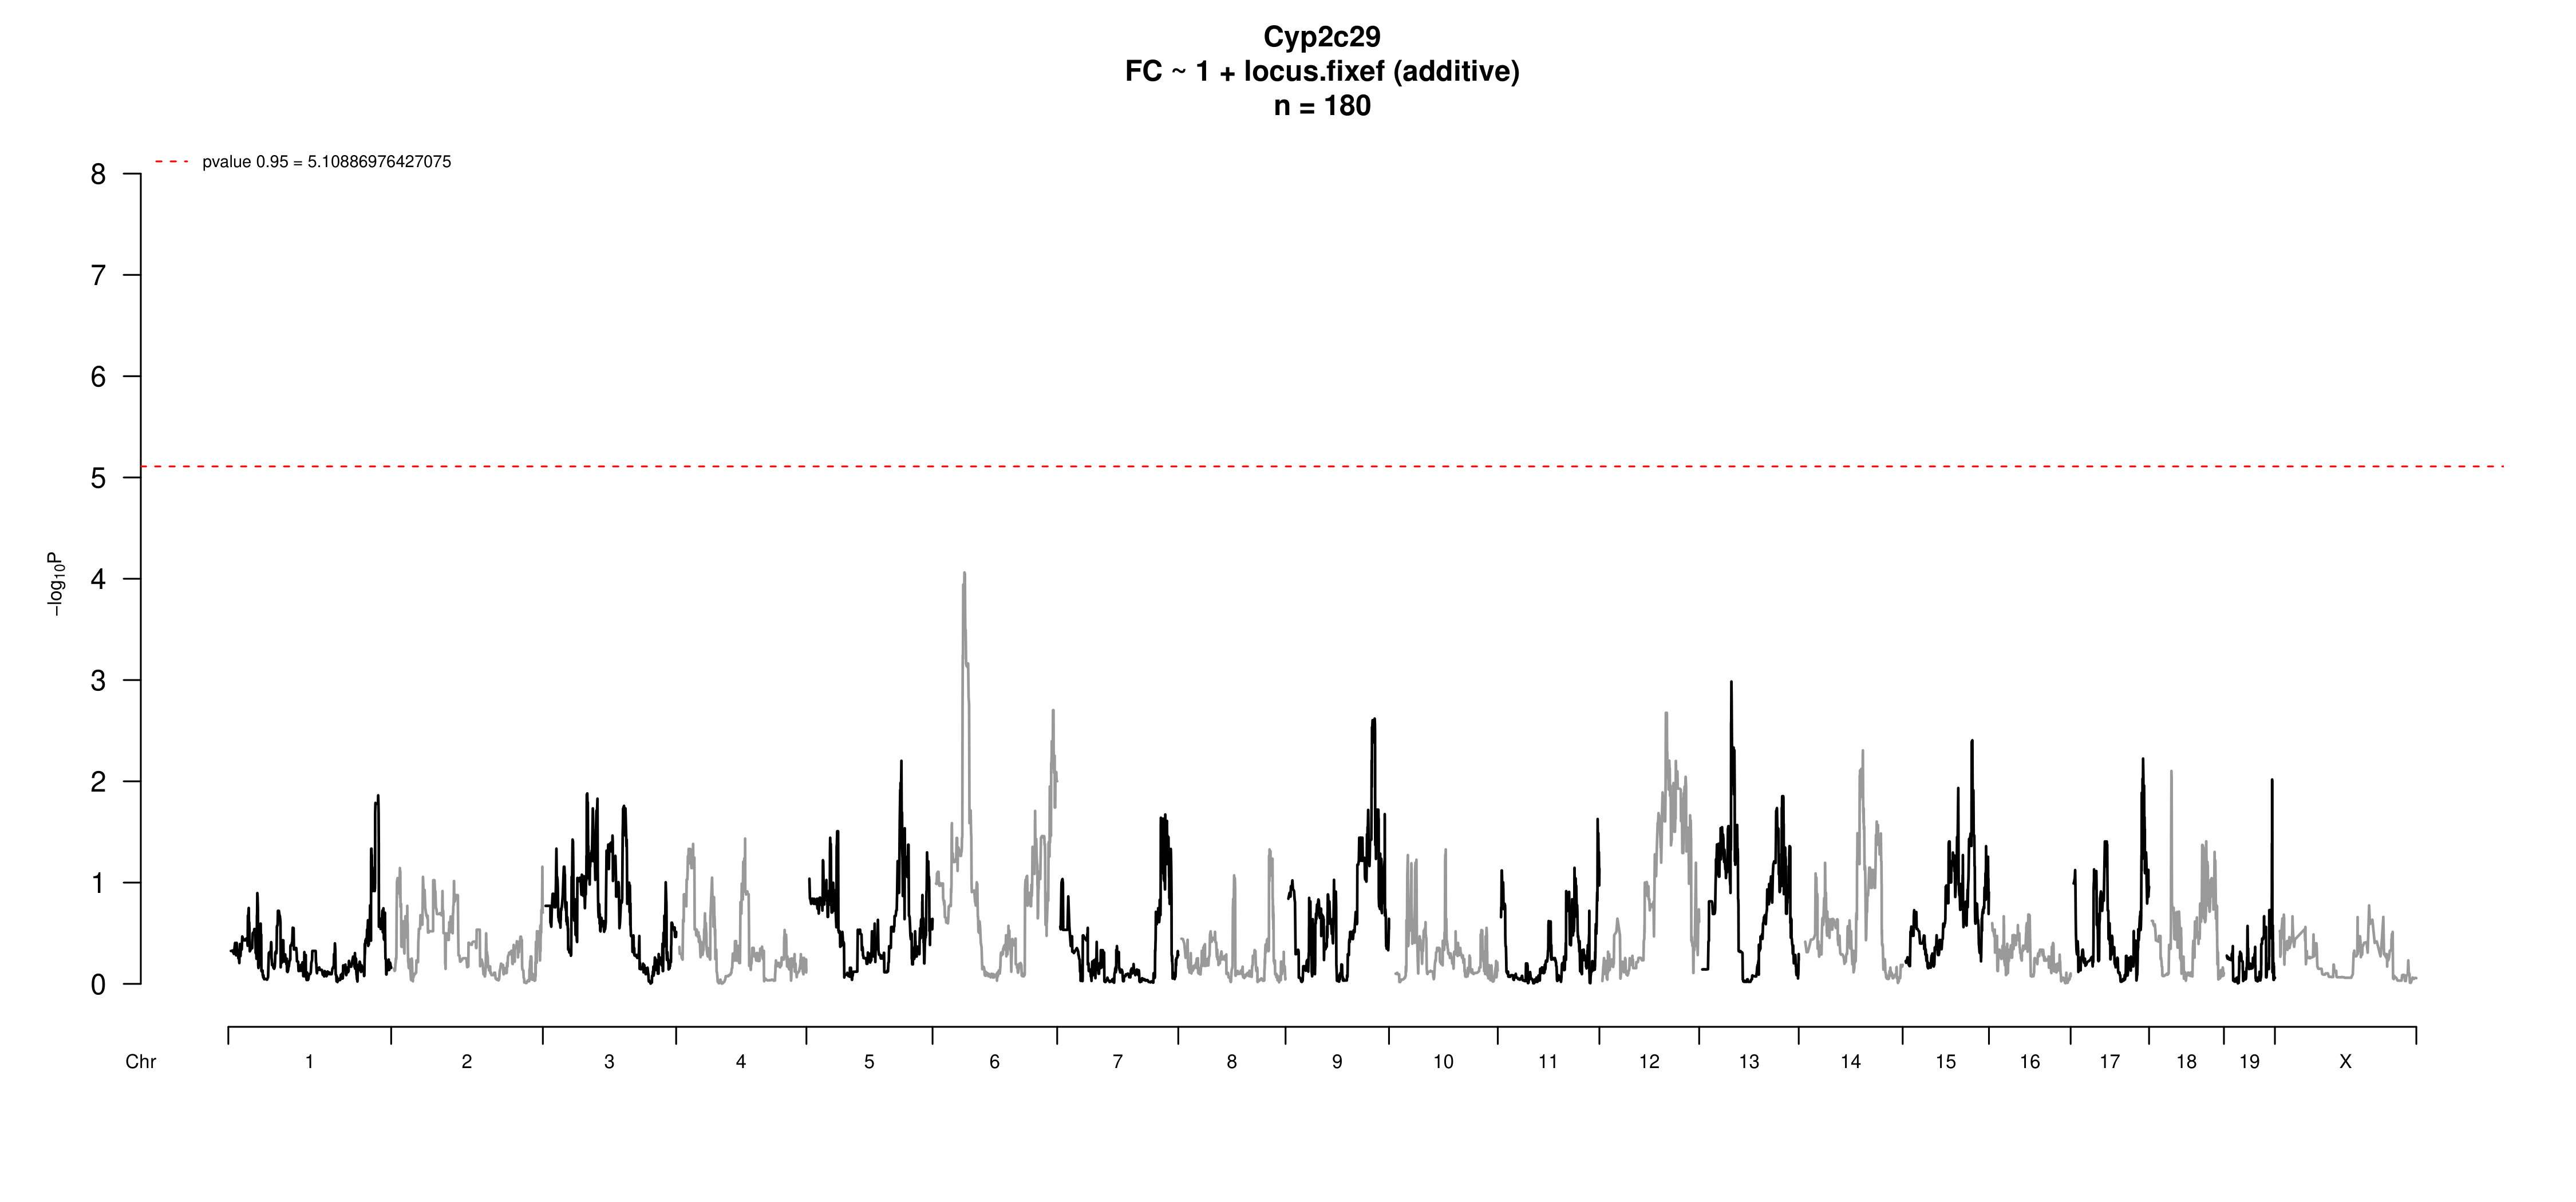 Cyp2c29
FC ~ 1 + locus.fixef (additive)
n = 180
pvalue 0.95 = 5.10886976427075
8
7
6
5
4
3
2
1
0
−log₁₀P
Chr 1 2 3 4 5 6 7 8 9 10 11 12 13 14 15 16 17 18 19 X